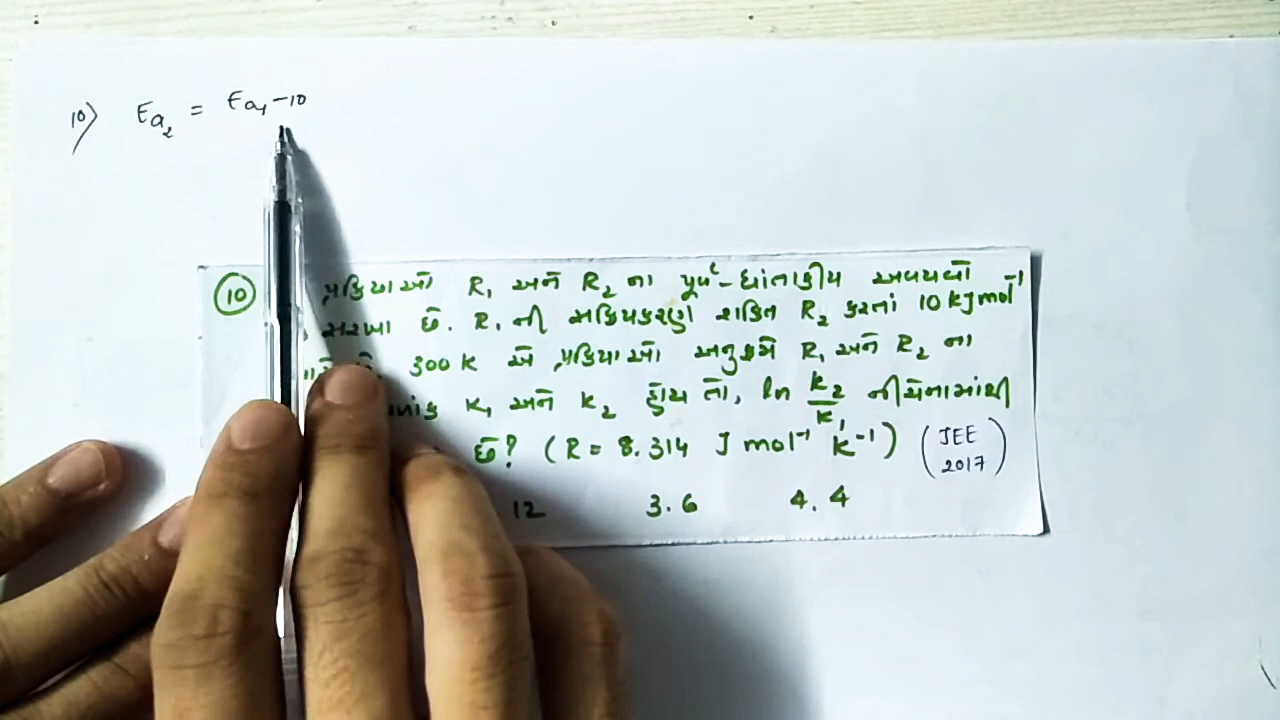 10) Ea₂ = Ea₁ - 10
(10) પ્રક્રિયાઓ R₁ અને R₂ ના પૂર્વ-ઘાતાંકીય અવયવો
સરખા છે. R₁ ની સક્રિયકરણ શક્તિ R₂ કરતાં 10 kJ mol⁻¹
300 K એ પ્રક્રિયાઓ અનુક્રમે R₁ અને R₂ ના
K₁ અને K₂ હોય તો, ln K₂/K₁ નીચેનામાંથી
છે? (R = 8.314 J mol⁻¹ K⁻¹) (JEE 2017)
12 3. 6 4. 4